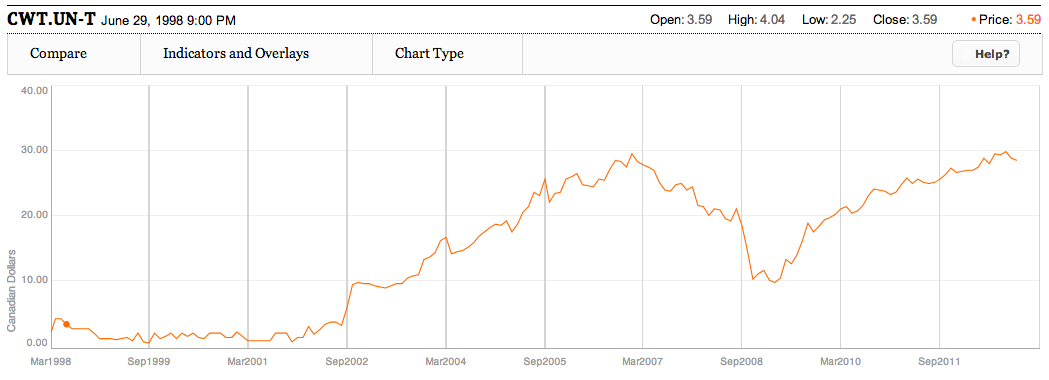 CWT.UN-T June 29, 1998 9:00 PM Open: 3.59 High: 4.04 Low: 2.25 Close: 3.59 • Price: 3.59
Compare Indicators and Overlays Chart Type Help?
40.00
30.00
20.00
10.00
0.00
Canadian Dollars
Mar1998 Sep1999 Mar2001 Sep2002 Mar2004 Sep2005 Mar2007 Sep2008 Mar2010 Sep2011